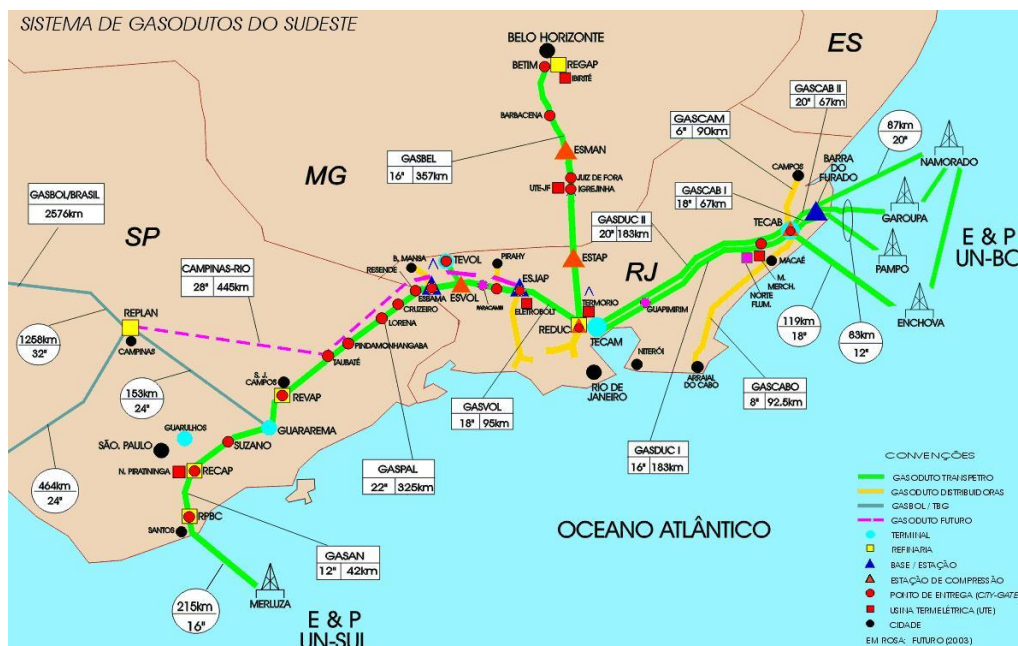 SISTEMA DE GASODUTOS DO SUDESTE
BELO HORIZONTE
BETIM
REGAP
IBIRITÉ
BARBACENA
ES
GASCAB II
20" 67km
GASCAM
6" 90km
87km
20"
NAMORADO
CAMPOS
BARRA
DO
FURADO
GASBEL
16" 357km
ESMAN
MG
JUIZ DE FORA
UTE-JF
IGREJINHA
GASCAB I
18" 67km
TECAB
GAROUPA
GASBOL/BRASIL
2576km
GASDUC II
20" 183km
PAMPO
E & P
UN-BC
SP
CAMPINAS-RIO
28" 445km
B. MANSA
TEVOL
PIRAHY
ESTAP
RJ
MACAÉ
M.
MERCH.
NORTE
FLUM.
RESENDE
ESBAMA
ESVOL
ESJAP
ELETROBOLT
TERMORIO
GUAPIMIRIM
ENCHOVA
CRUZEIRO
LORENA
REDUC
TECAM
119km
18"
83km
12"
1258km
32"
REPLAN
CAMPINAS
PINDAMONHANGABA
TAUBATÉ
NITERÓI
ARRAIAL
DO CABO
RIO DE
JANEIRO
153km
24"
S. J.
CAMPOS
REVAP
GASVOL
18" 95km
GASCABO
8" 92.5km
GUARULHOS
GUARAREMA
SÃO. PAULO
SUZANO
GASDUC I
16" 183km
N. PIRATININGA
RECAP
GASPAL
22" 325km
464km
24"
RPBC
SANTOS
OCEANO ATLÂNTICO
GASAN
12" 42km
215km
16"
MERLUZA
E & P
UN-SUL
CONVENÇÕES
GASODUTO TRANSPETRO
GASODUTO DISTRIBUIDORAS
GASBOL / TBG
GASODUTO FUTURO
TERMINAL
REFINARIA
BASE / ESTAÇÃO
ESTAÇÃO DE COMPRESSÃO
PONTO DE ENTREGA (CITY-GATE
USINA TERMELÉTRICA (UTE)
CIDADE
EM ROSA: FUTURO (2003)